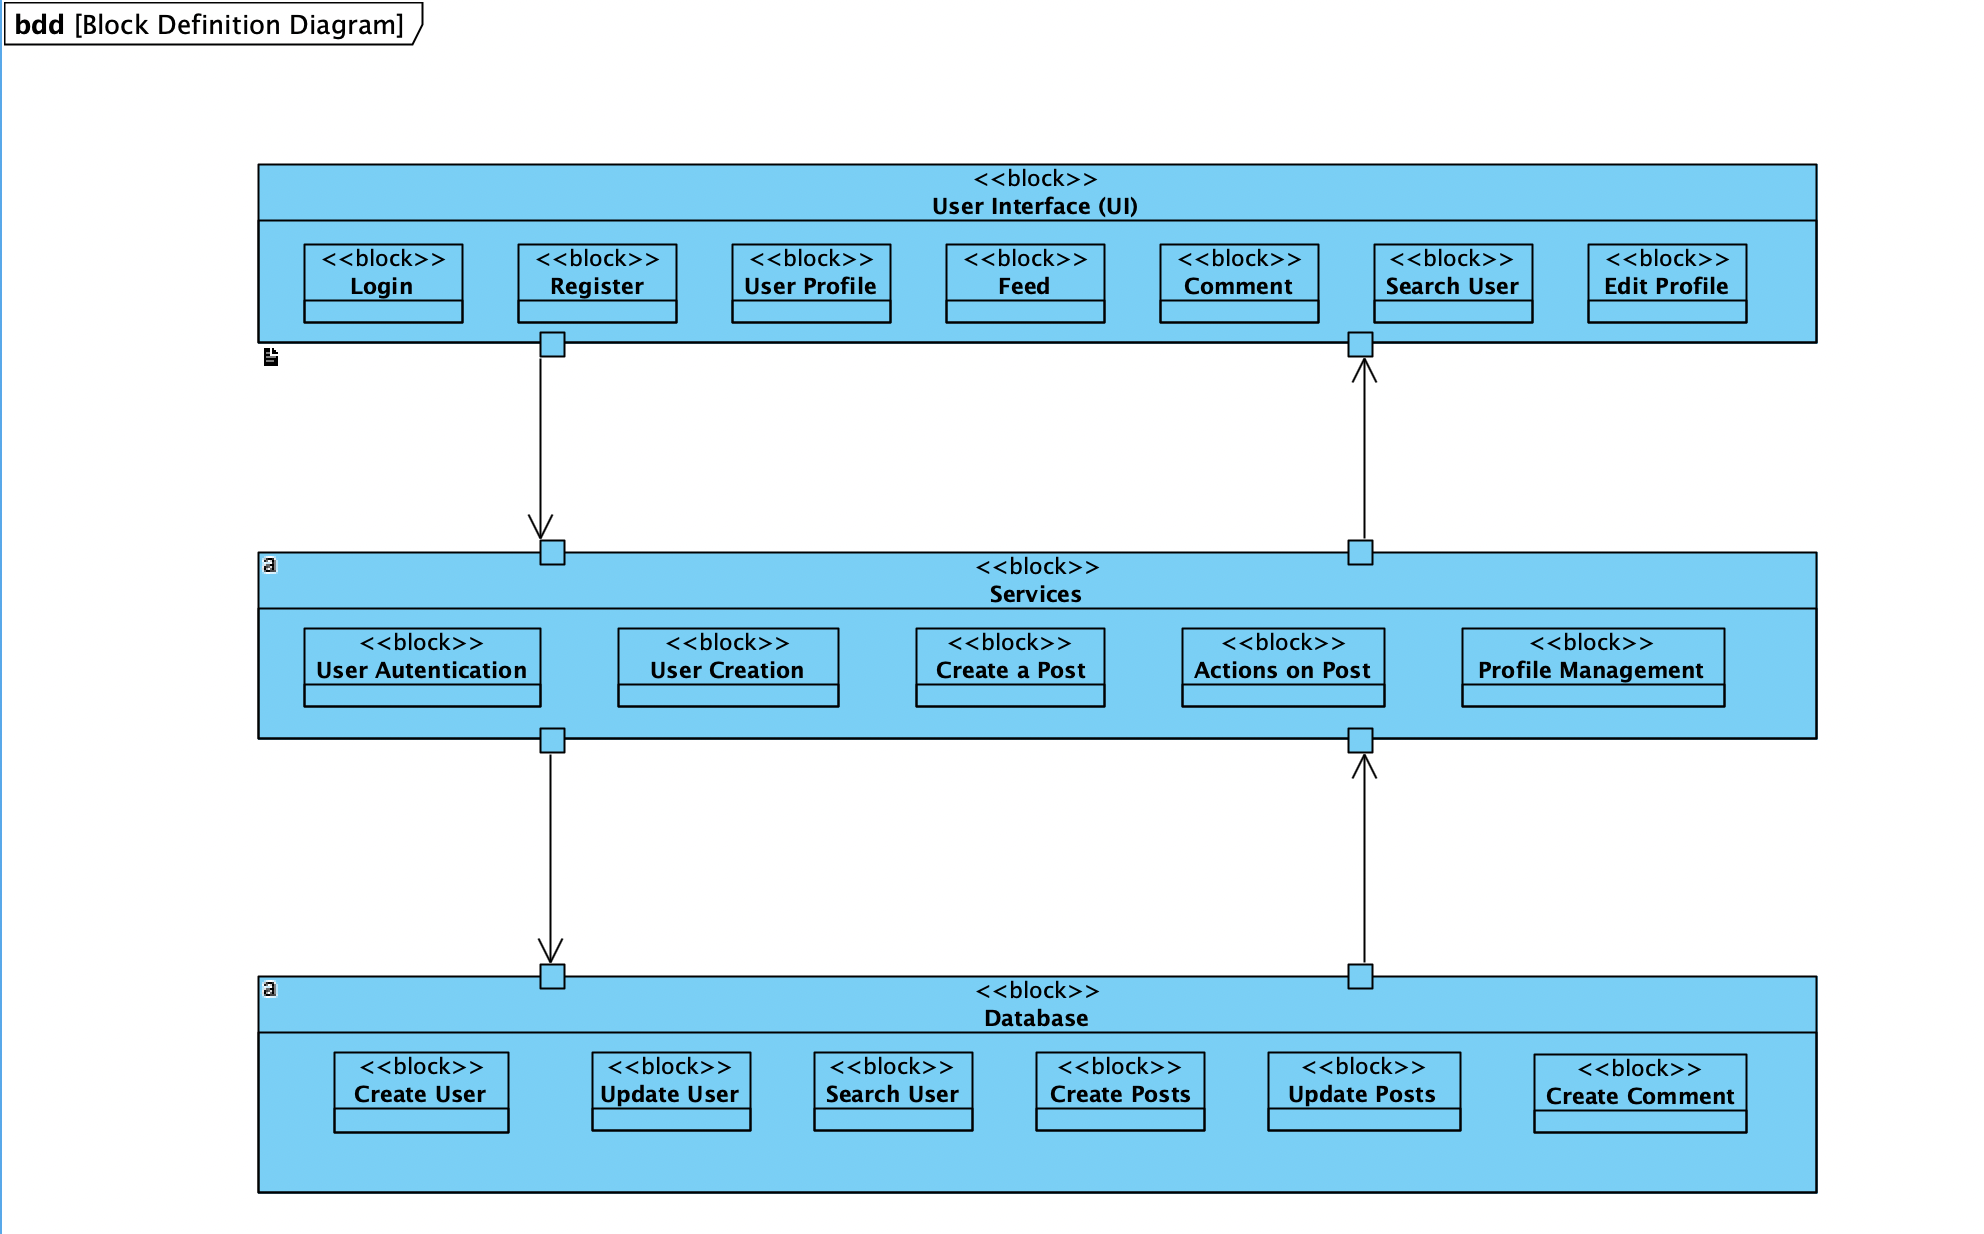 bdd [Block Definition Diagram]
<<block>>
User Interface (UI)
<<block>> <<block>> <<block>> <<block>> <<block>> <<block>> <<block>>
Login Register User Profile Feed Comment Search User Edit Profile
a
<<block>>
Services
<<block>> <<block>> <<block>> <<block>> <<block>>
User Autentication User Creation Create a Post Actions on Post Profile Management
a
<<block>>
Database
<<block>> <<block>> <<block>> <<block>> <<block>> <<block>>
Create User Update User Search User Create Posts Update Posts Create Comment